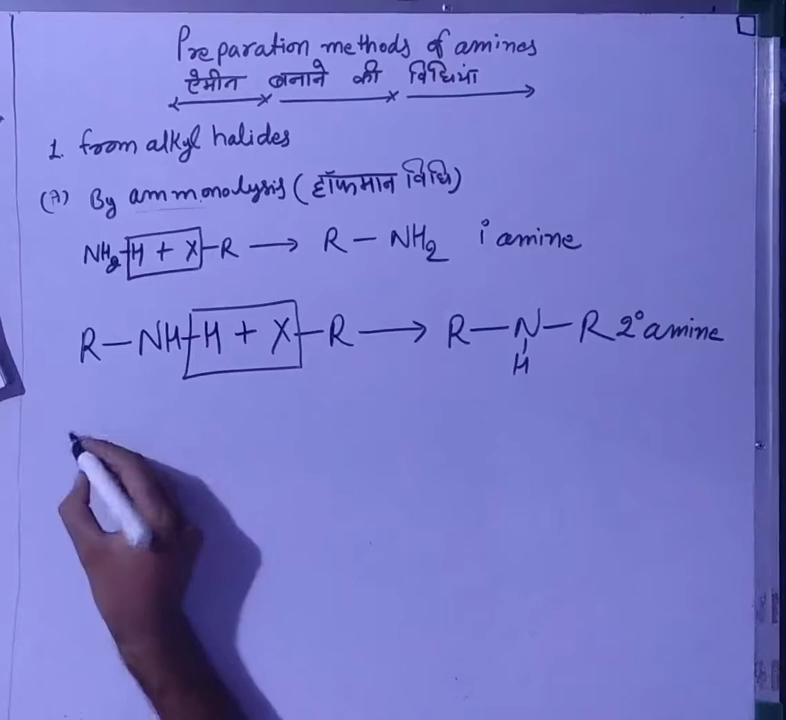 Preparation methods of amines
ऐमीन बनाने की विधियां
1. from alkyl halides
(A) By ammonolysis (हॉफमान विधि)
NH2-H + X-R → R-NH2 1° amine
R-NH-H + X-R → R-N-R 2° amine
H